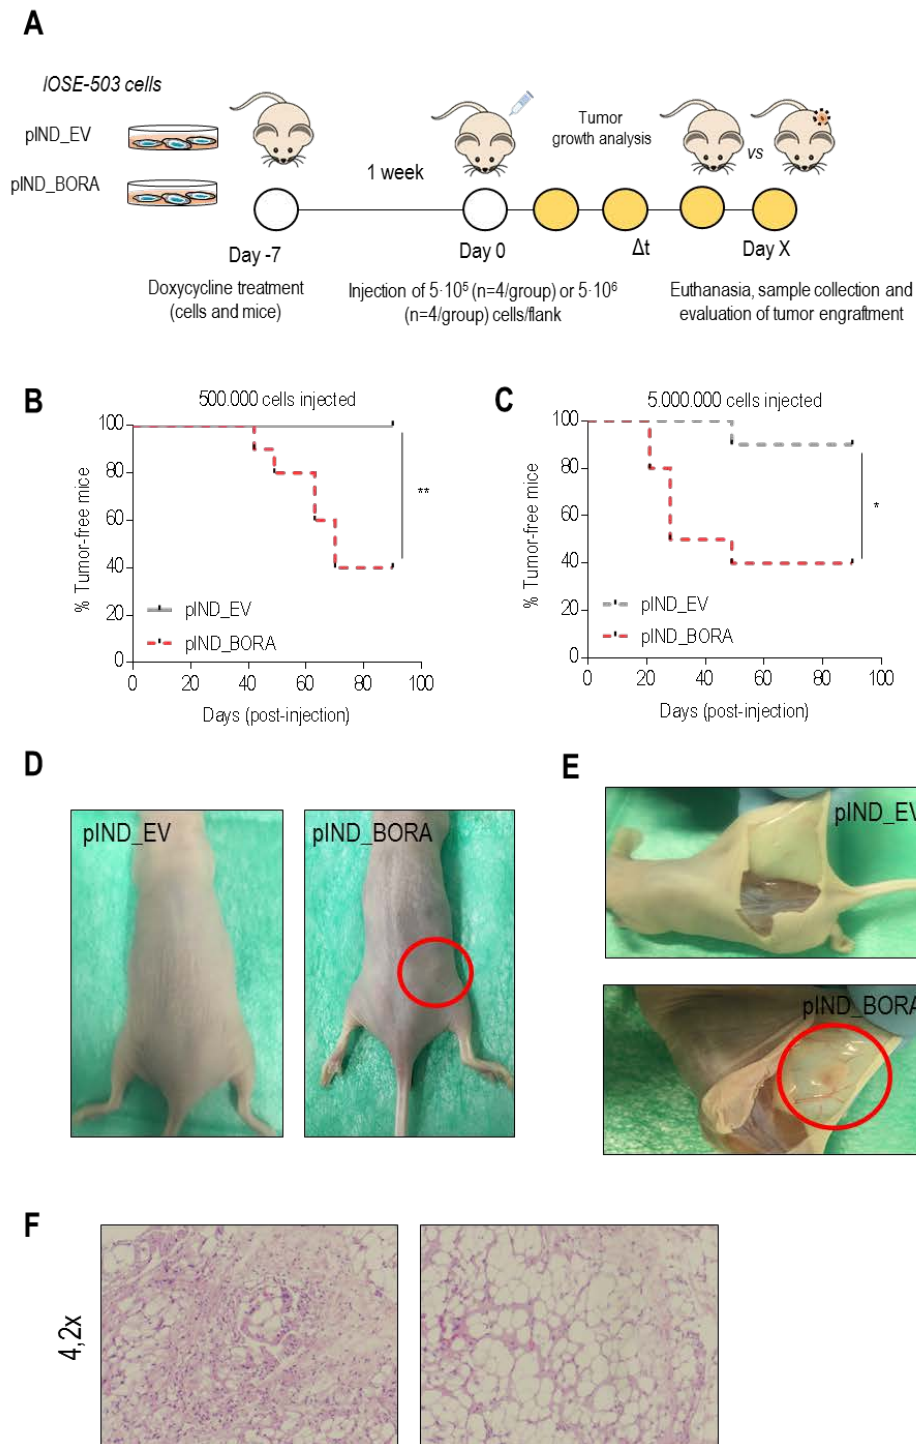 A
IOSE-503 cells
pIND_EV
pIND_BORA
1 week
Tumor
growth analysis
vs
Day -7
Day 0
Δt
Day X
Doxycycline treatment
(cells and mice)
Injection of 5·10⁵ (n=4/group) or 5·10⁶
(n=4/group) cells/flank
Euthanasia, sample collection and
evaluation of tumor engraftment
B
500.000 cells injected
% Tumor-free mice
100
80
60
40
20
0
**
pIND_EV
pIND_BORA
0 20 40 60 80 100
Days (post-injection)
C
5.000.000 cells injected
% Tumor-free mice
100
80
60
40
20
0
*
pIND_EV
pIND_BORA
0 20 40 60 80 100
Days (post-injection)
D
pIND_EV
pIND_BORA
E
pIND_EV
pIND_BORA
F
4,2x